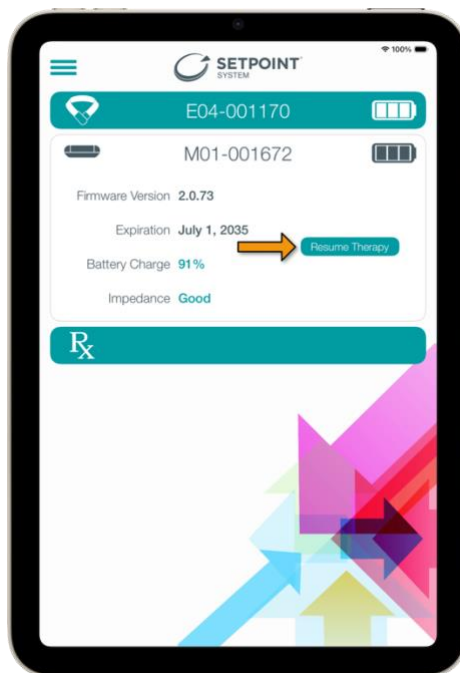 100%
SETPOINT
SYSTEM
E04-001170
M01-001672
Firmware Version 2.0.73
Expiration July 1, 2035
Resume Therapy
Battery Charge 91%
Impedance Good
Rx